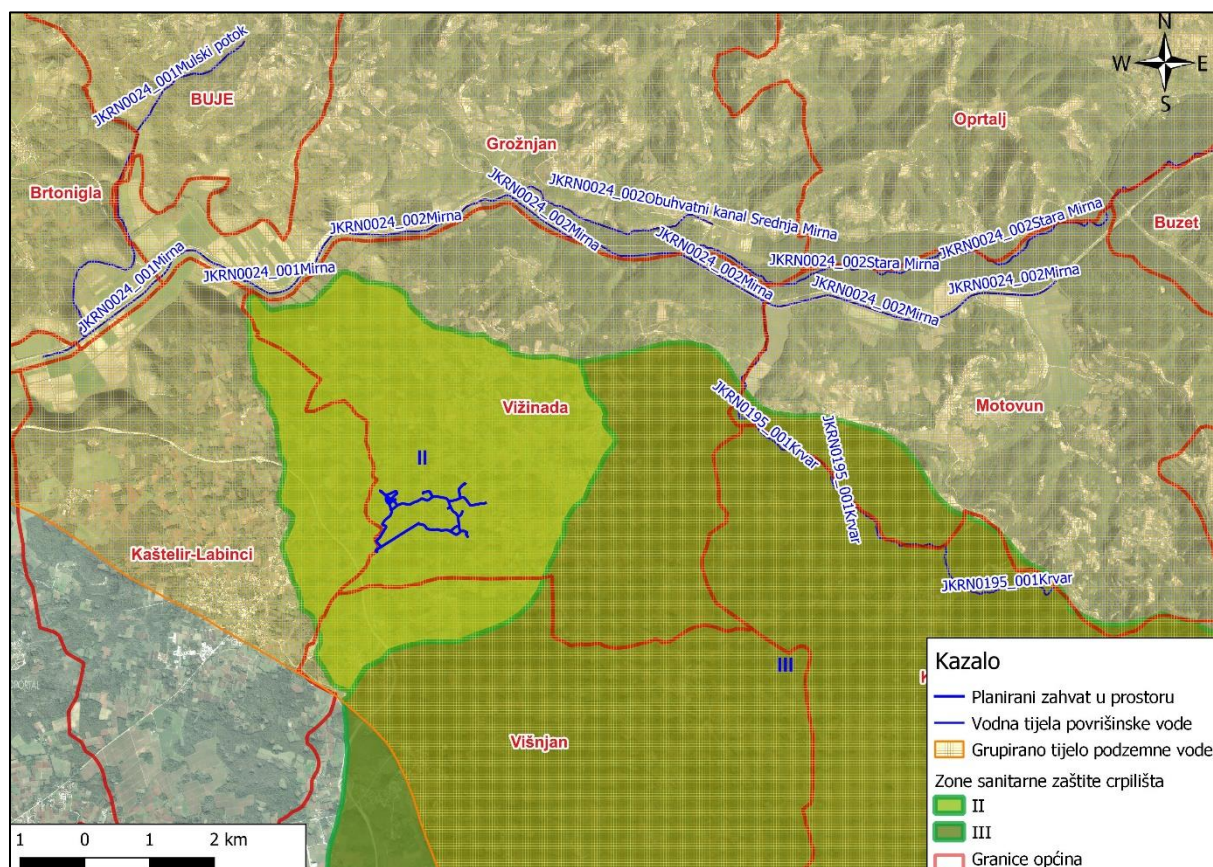 N
W E
S
JKRN0024_001Mulski potok
BUJE
Grožnjan
Oprtalj
Brtonigla
Buzet
JKRN0024_002Obuhvatni kanal Srednja Mirna
JKRN0024_002Mirna
JKRN0024_002Mirna
JKRN0024_002Stara Mirna
JKRN0024_001Mirna
JKRN0024_001Mirna
JKRN0024_002Mirna
JKRN0024_002Stara Mirna
JKRN0024_002Mirna
JKRN0024_002Mirna
Vižinada
Motovun
JKRN0195_001Krvar
JKRN0195_001Krvar
II
Kaštelir-Labinci
JKRN0195_001Krvar
III
K
Višnjan
Kazalo
Planirani zahvat u prostoru
Vodna tijela povrišinske vode
Grupirano tijelo podzemne vode
Zone sanitarne zaštite crpilišta
II
III
Granice općina
1 0 1 2 km